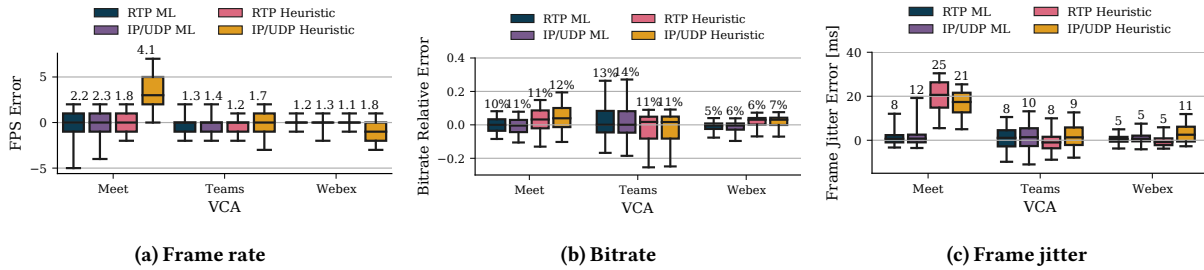 RTP ML
RTP Heuristic
IP/UDP ML
IP/UDP Heuristic
FPS Error
5
0
−5
2.2
2.3
1.8
4.1
1.3
1.4
1.2
1.7
1.2
1.3
1.1
1.8
Meet
Teams
Webex
VCA
(a) Frame rate
RTP ML
RTP Heuristic
IP/UDP ML
IP/UDP Heuristic
Bitrate Relative Error
0.4
0.2
0.0
−0.2
10%
11%
11%
12%
13%
14%
11%
11%
5%
6%
6%
7%
Meet
Teams
Webex
VCA
(b) Bitrate
RTP ML
RTP Heuristic
IP/UDP ML
IP/UDP Heuristic
Frame Jitter Error [ms]
40
20
0
8
12
25
21
8
10
8
9
5
5
5
11
Meet
Teams
Webex
VCA
(c) Frame jitter